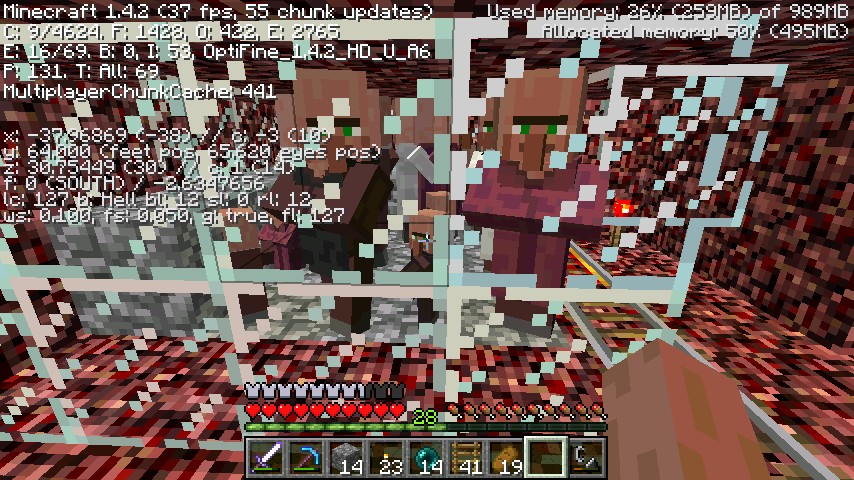 Minecraft 1.4.2 (37 fps, 55 chunk updates)
Used memory: 26% (259MB) of 989MB
C: 9/4624. F: 1428, O: 422, E: 2765
Allocated memory: 50% (495MB)
E: 16/69. B: 0, I: 53, OptiFine_1.4.2_HD_U_A6
P: 131. T: All: 69
MultiplayerChunkCache: 441
x: -37.96869 (-38) // c: -3 (10)
y: 64.000 (feet pos, 65.620 eyes pos)
z: 30.75449 (30) // c: 1 (14)
f: 0 (SOUTH) / -2.6347656
lc: 127 b: Hell bl: 12 sl: 0 rl: 12
ws: 0.100, fs: 0.050, g: true, fl: 127
28
14 23 14 41 19